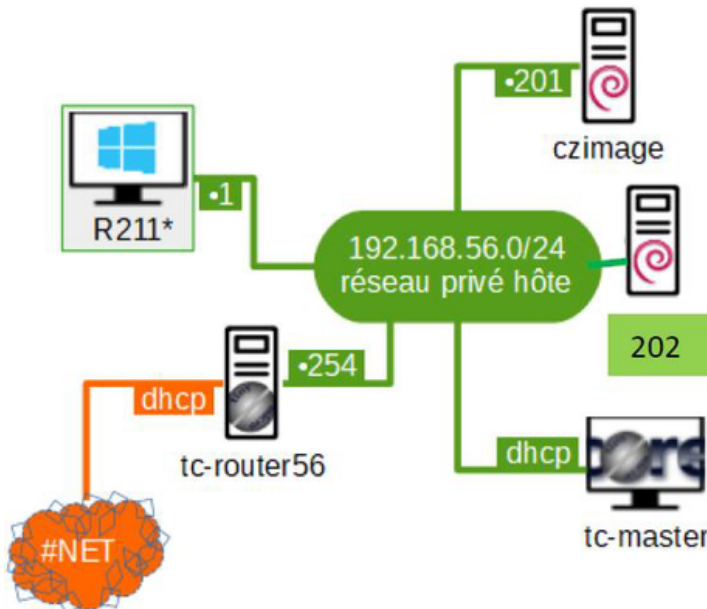 •201
czimage
R211*
•1
192.168.56.0/24
réseau privé hôte
202
•254
dhcp
tc-router56
dhcp
core
tc-master
#NET